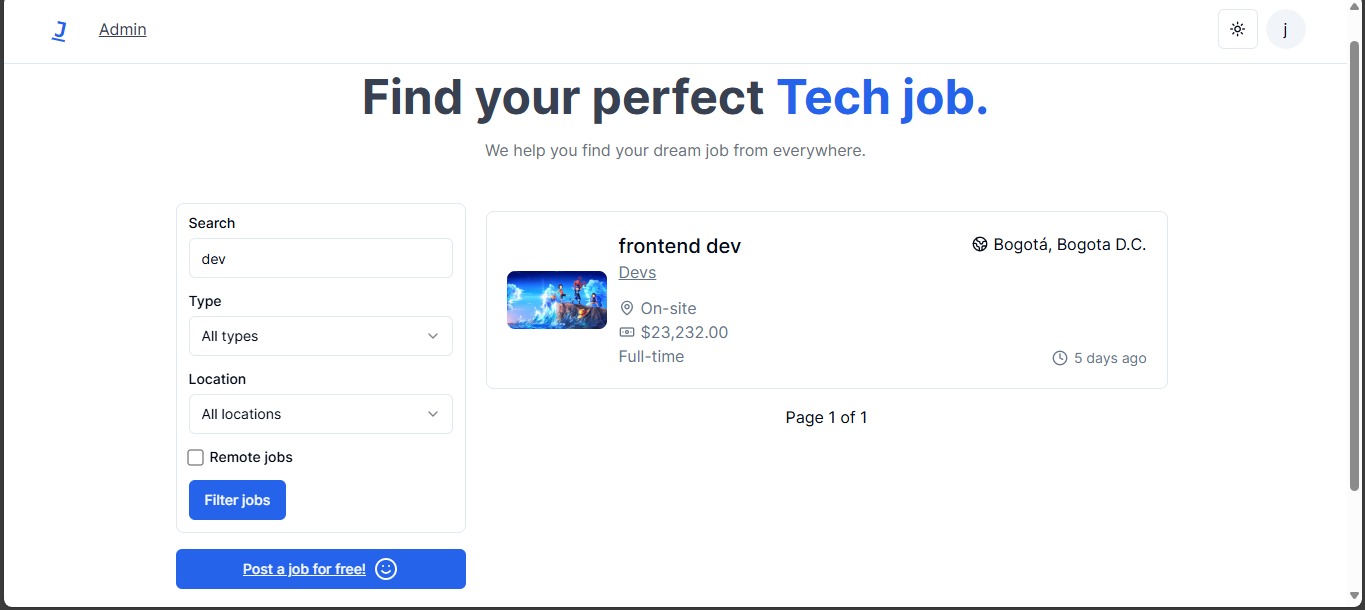 J Admin
j
Find your perfect Tech job.
We help you find your dream job from everywhere.
Search
dev
Type
All types
Location
All locations
Remote jobs
Filter jobs
Post a job for free!
frontend dev
Bogotá, Bogota D.C.
Devs
On-site
$23,232.00
Full-time
5 days ago
Page 1 of 1